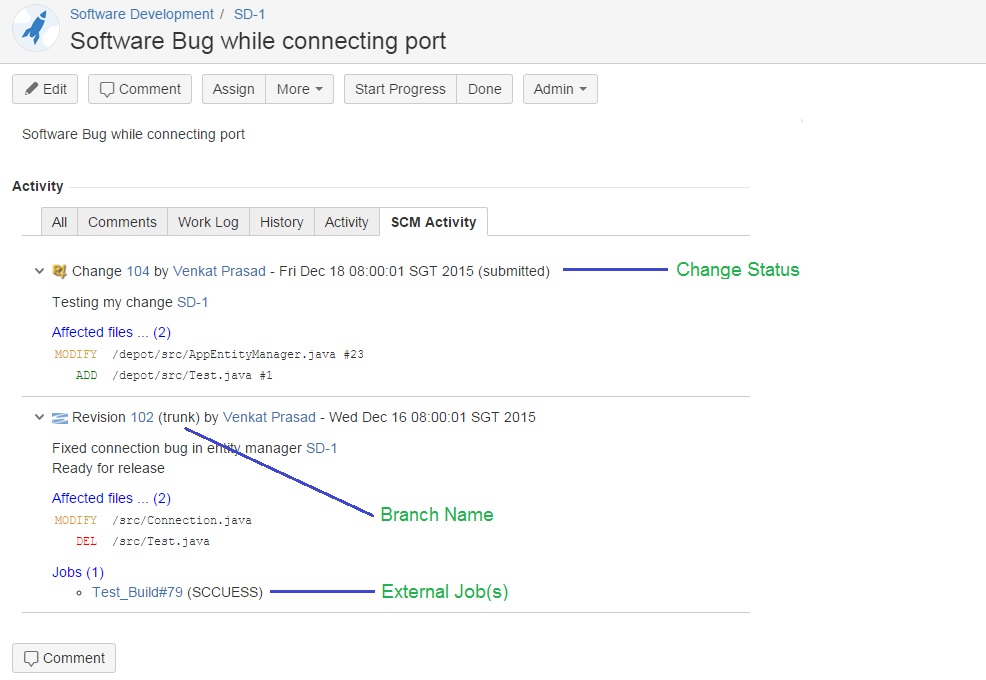 Software Development / SD-1
Software Bug while connecting port
Edit Comment Assign More Start Progress Done Admin
Software Bug while connecting port
Activity
All Comments Work Log History Activity SCM Activity
Change 104 by Venkat Prasad - Fri Dec 18 08:00:01 SGT 2015 (submitted) Change Status
Testing my change SD-1
Affected files ... (2)
MODIFY /depot/src/AppEntityManager.java #23
ADD /depot/src/Test.java #1
Revision 102 (trunk) by Venkat Prasad - Wed Dec 16 08:00:01 SGT 2015
Fixed connection bug in entity manager SD-1
Ready for release
Affected files ... (2)
Branch Name
MODIFY /src/Connection.java
DEL /src/Test.java
Jobs (1)
Test_Build#79 (SCCUESS) External Job(s)
Comment